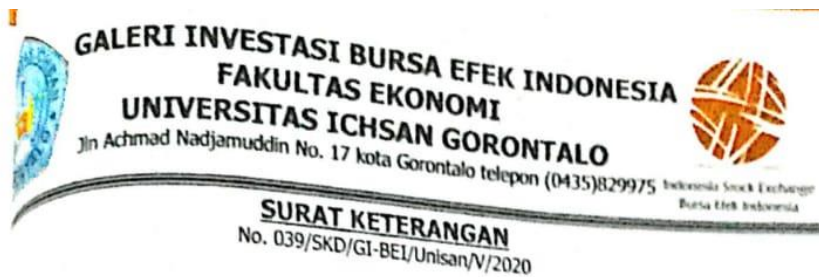 GALERI INVESTASI BURSA EFEK INDONESIA
FAKULTAS EKONOMI
UNIVERSITAS ICHSAN GORONTALO
Jln Achmad Nadjamuddin No. 17 kota Gorontalo telepon (0435)829975
Indonesia Stock Exchange
Bursa Efek Indonesia
SURAT KETERANGAN
No. 039/SKD/GI-BEI/Unisan/V/2020